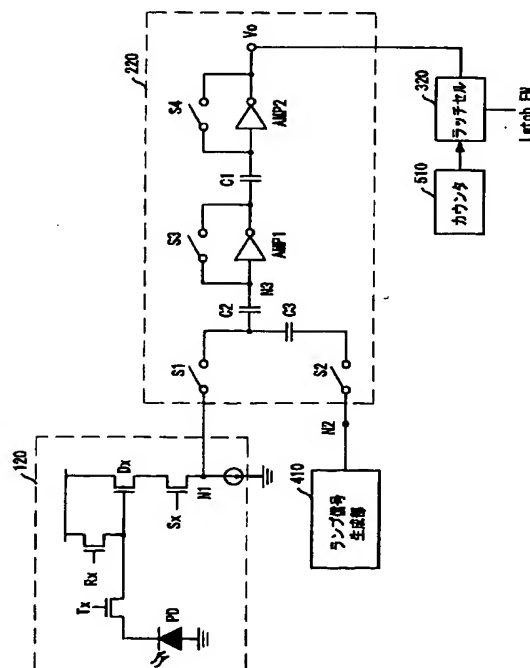 120
Rx
Tx
PD
Dx
Sx
N1
S1
S2
N2
410
ランプ信号
生成部
220
C2
C3
N3
S3
AMP1
C1
S4
AMP2
Vo
510
カウンタ
320
ラッチセル
Latch EN